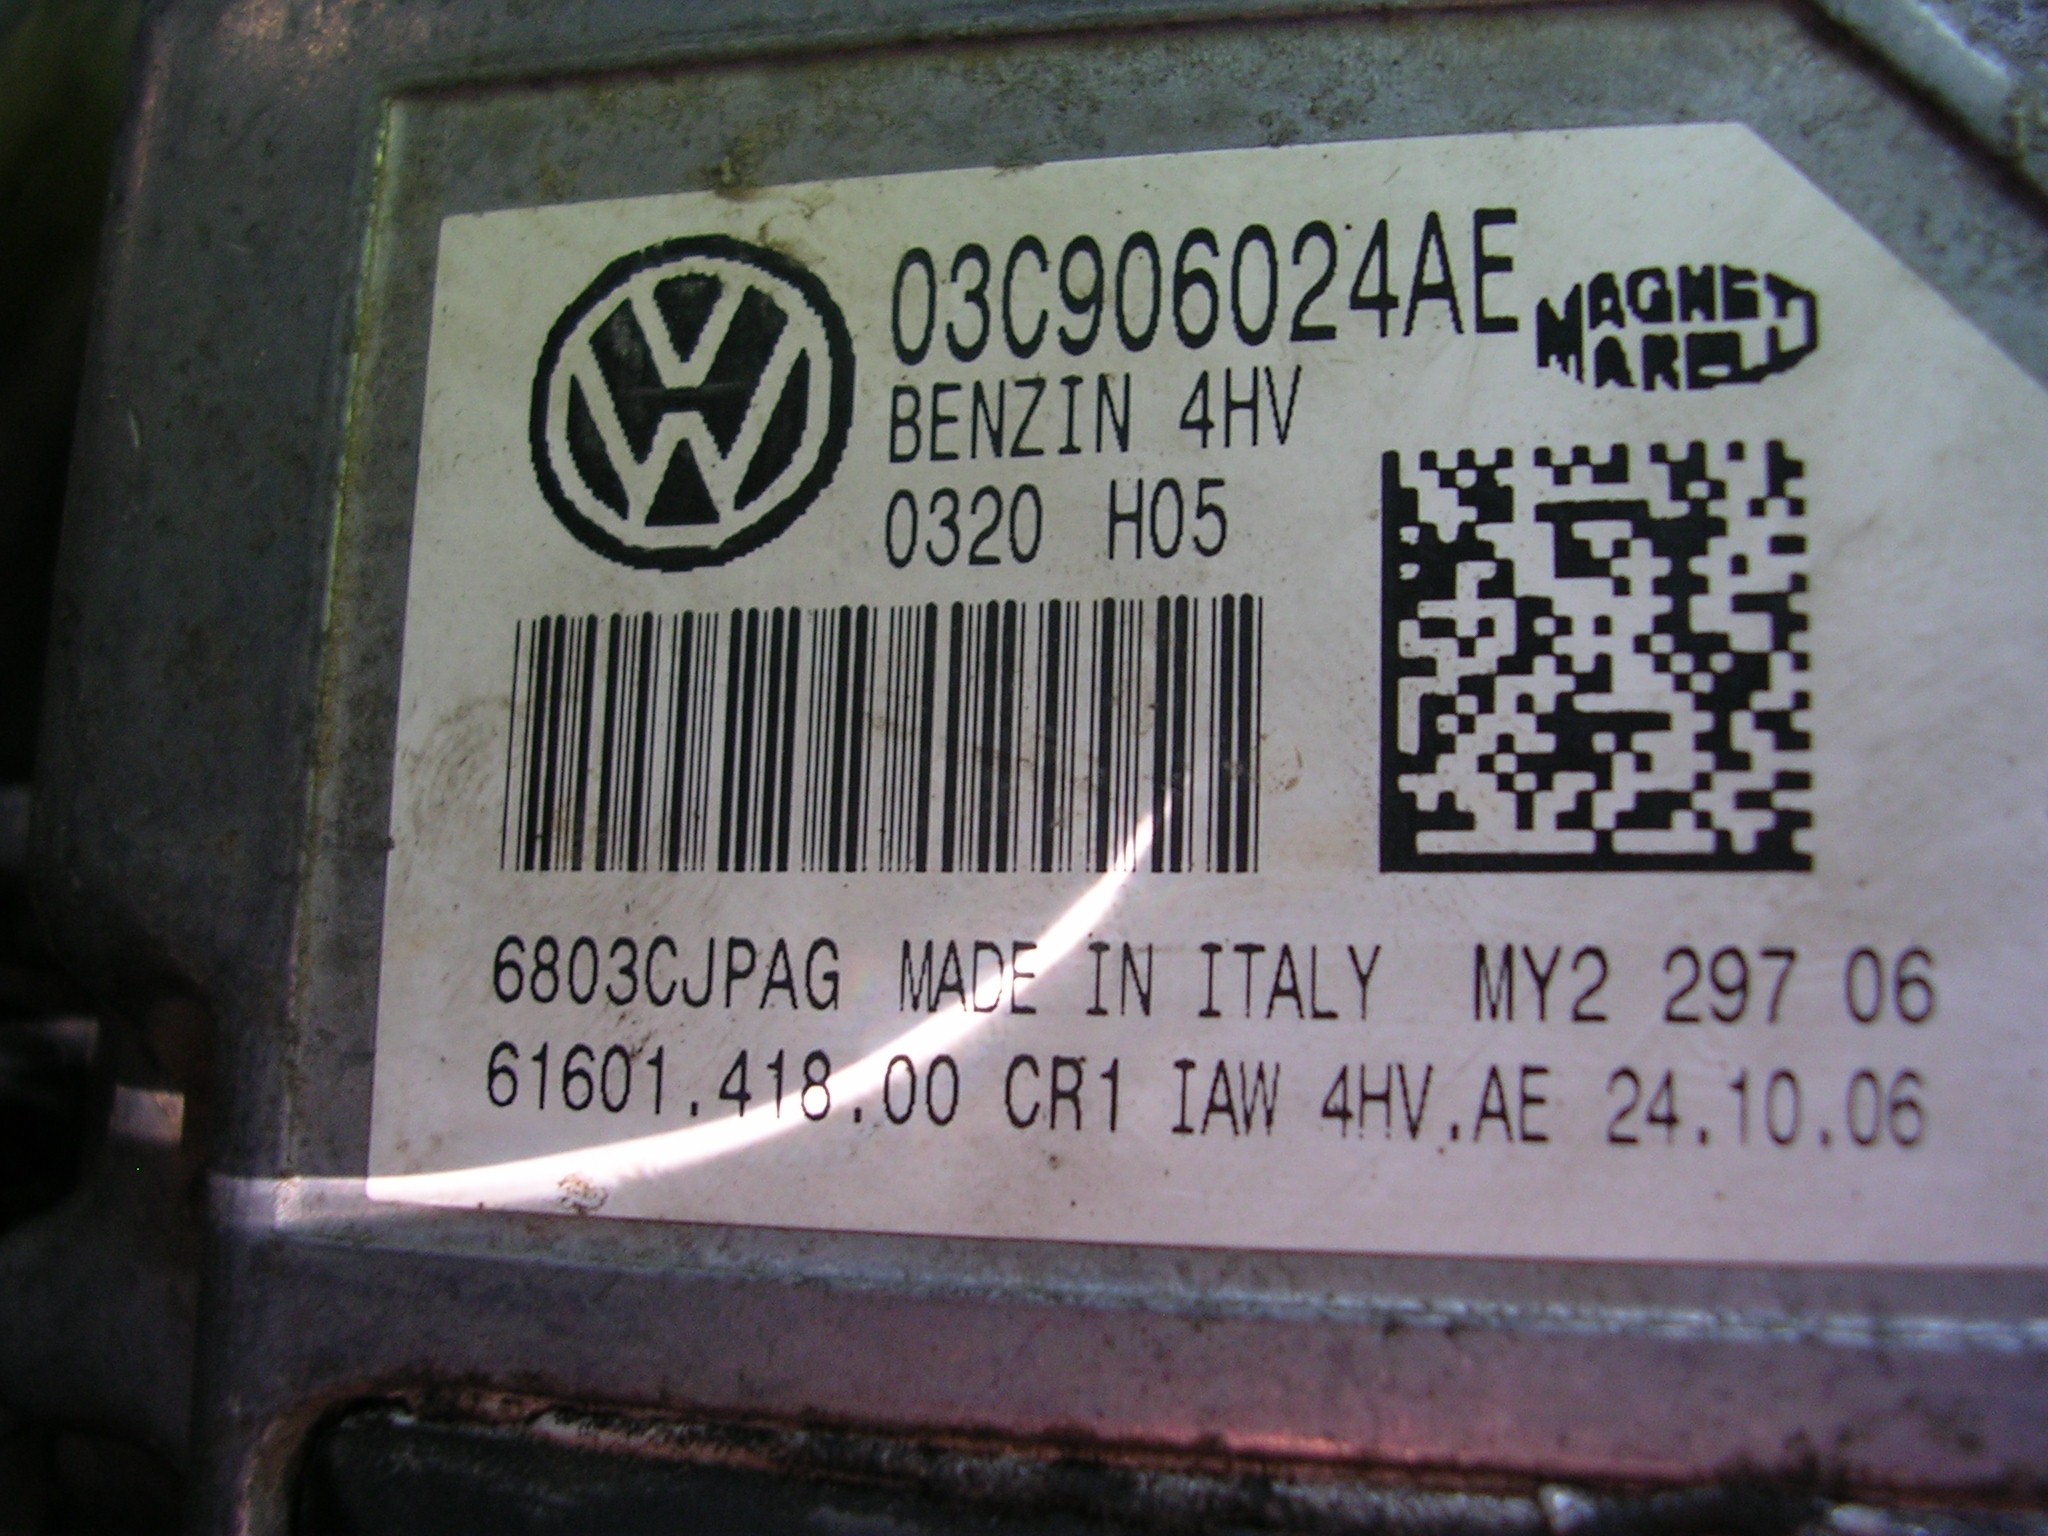 03C906024AE
MAGNETI
MARELLI
BENZIN 4HV
0320 H05
6803CJPAG MADE IN ITALY MY2 297 06
61601.418.00 CR1 IAW 4HV.AE 24.10.06